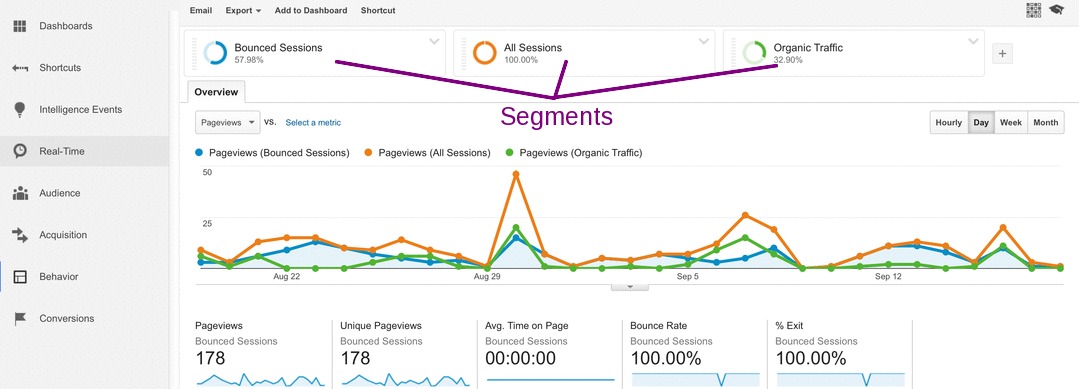 Dashboards
Shortcuts
Intelligence Events
Real-Time
Audience
Acquisition
Behavior
Conversions
Email Export Add to Dashboard Shortcut
Bounced Sessions
57.98%
All Sessions
100.00%
Organic Traffic
32.90%
+
Segments
Overview
Pageviews VS. Select a metric
Hourly Day Week Month
Pageviews (Bounced Sessions) Pageviews (All Sessions) Pageviews (Organic Traffic)
50
25
Aug 22 Aug 29 Sep 5 Sep 12
Pageviews
Bounced Sessions
178
Unique Pageviews
Bounced Sessions
178
Avg. Time on Page
Bounced Sessions
00:00:00
Bounce Rate
Bounced Sessions
100.00%
% Exit
Bounced Sessions
100.00%